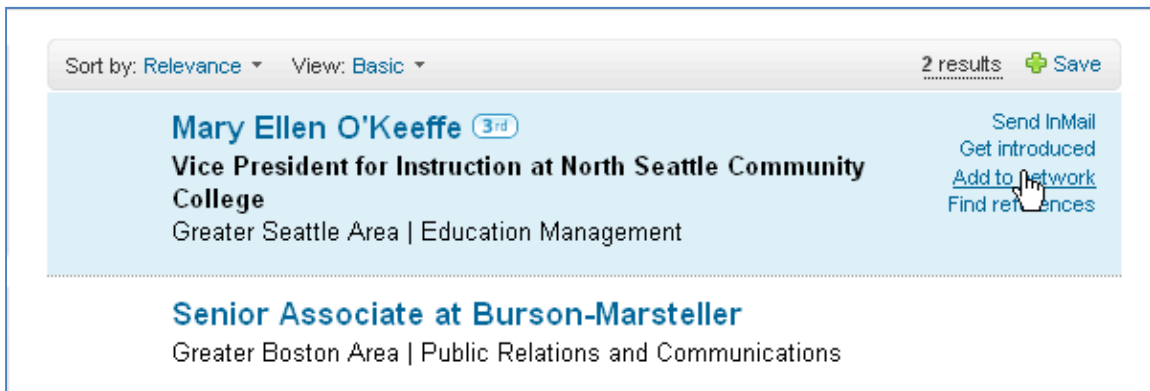 Sort by: Relevance View: Basic 2 results Save
Mary Ellen O'Keeffe 3rd Send InMail
Vice President for Instruction at North Seattle Community Get introduced
College Add to network
Greater Seattle Area | Education Management Find references
Senior Associate at Burson-Marsteller
Greater Boston Area | Public Relations and Communications